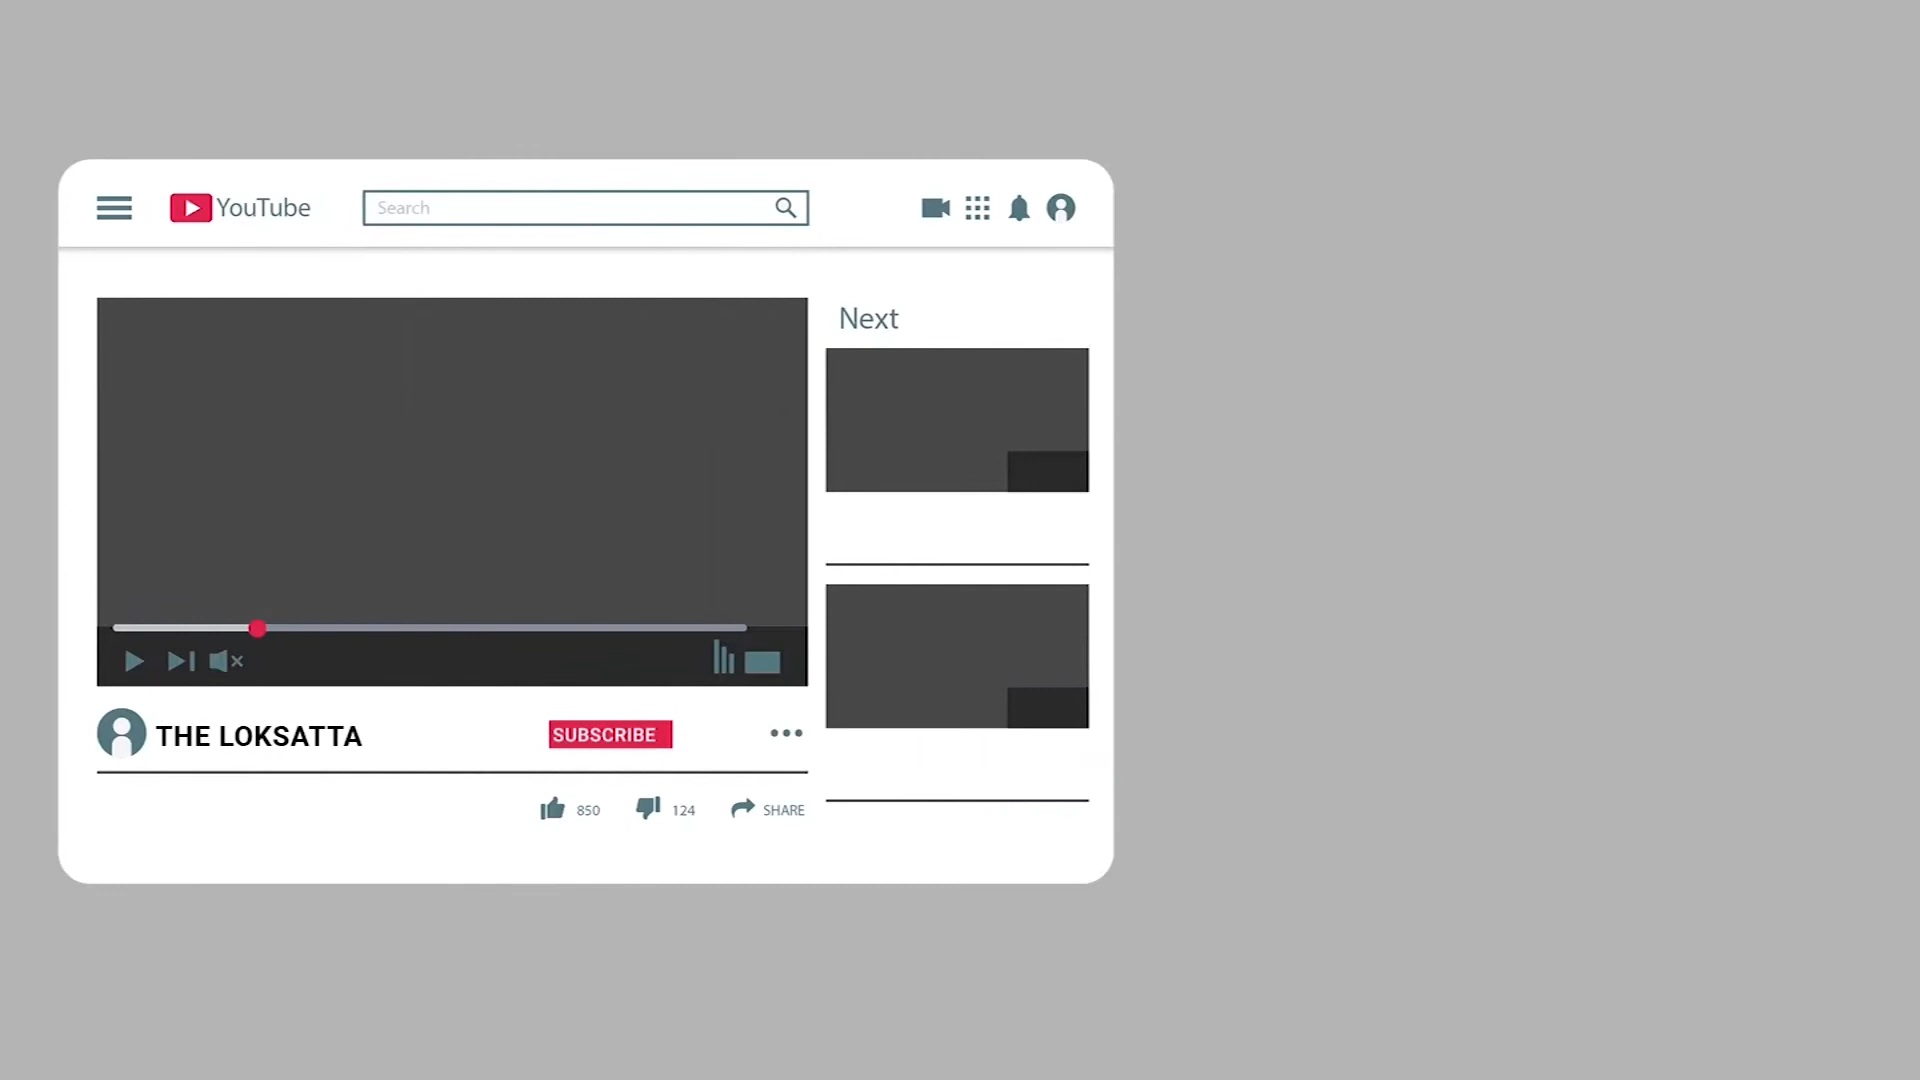 YouTube
Search
Next
THE LOKSATTA
SUBSCRIBE
850
124
SHARE